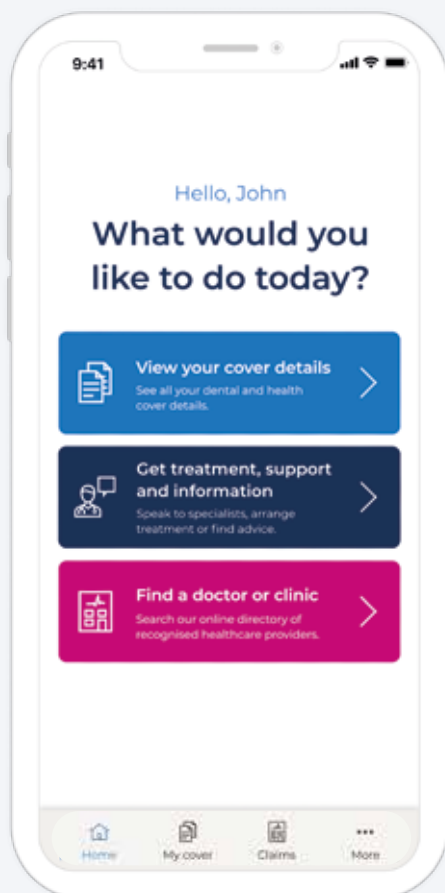 9:41
Hello, John
What would you
like to do today?
View your cover details
See all your dental and health
cover details.
Get treatment, support
and information
Speak to specialists, arrange
treatment or find advice.
Find a doctor or clinic
Search our online directory of
recognised healthcare providers.
Home
My cover
Claims
More